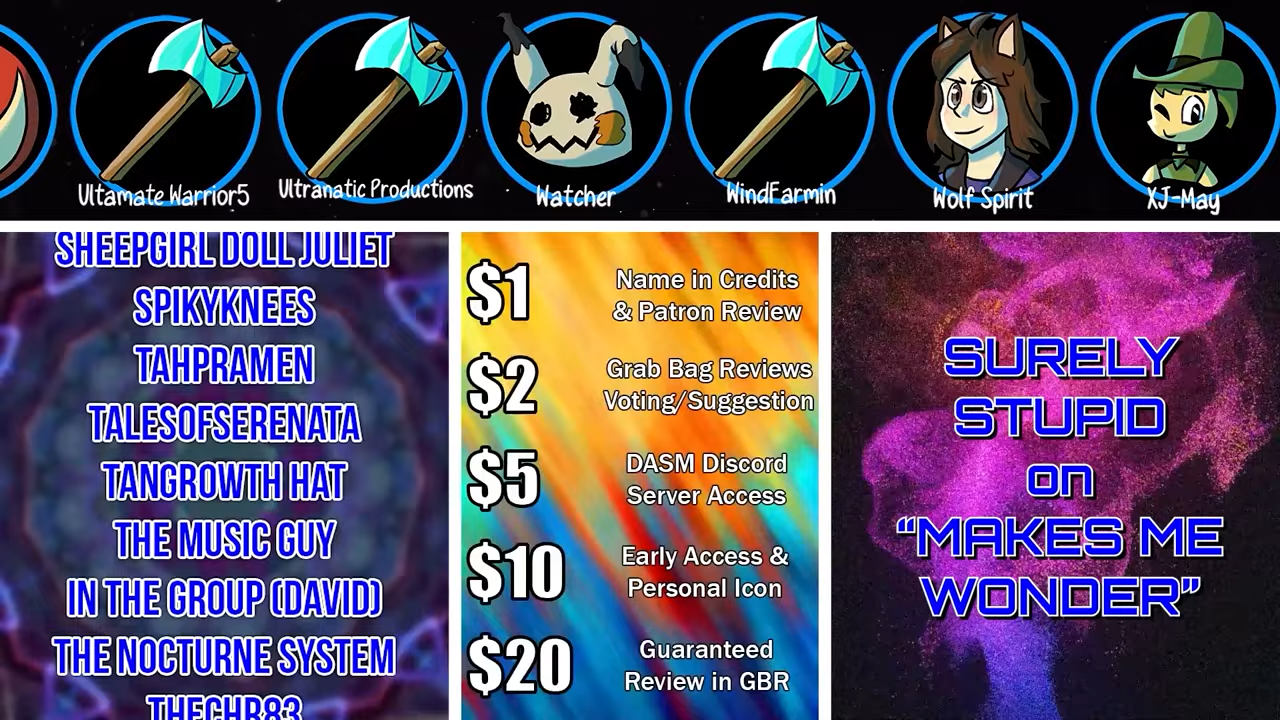 Ultamate Warrior5
Ultranatic Productions
Watcher
WindFarmin
Wolf Spirit
XJ-May
SHEEPGIRL DOLL JULIET
SPIKYKNEES
TAHPRAMEN
TALESOFSERENATA
TANGROWTH HAT
THE MUSIC GUY
IN THE GROUP (DAVID)
THE NOCTURNE SYSTEM
THECHR83
$1 Name in Credits
& Patron Review
$2 Grab Bag Reviews
Voting/Suggestion
$5 DASM Discord
Server Access
$10 Early Access &
Personal Icon
$20 Guaranteed
Review in GBR
SURELY
STUPID
on
“MAKES ME
WONDER”